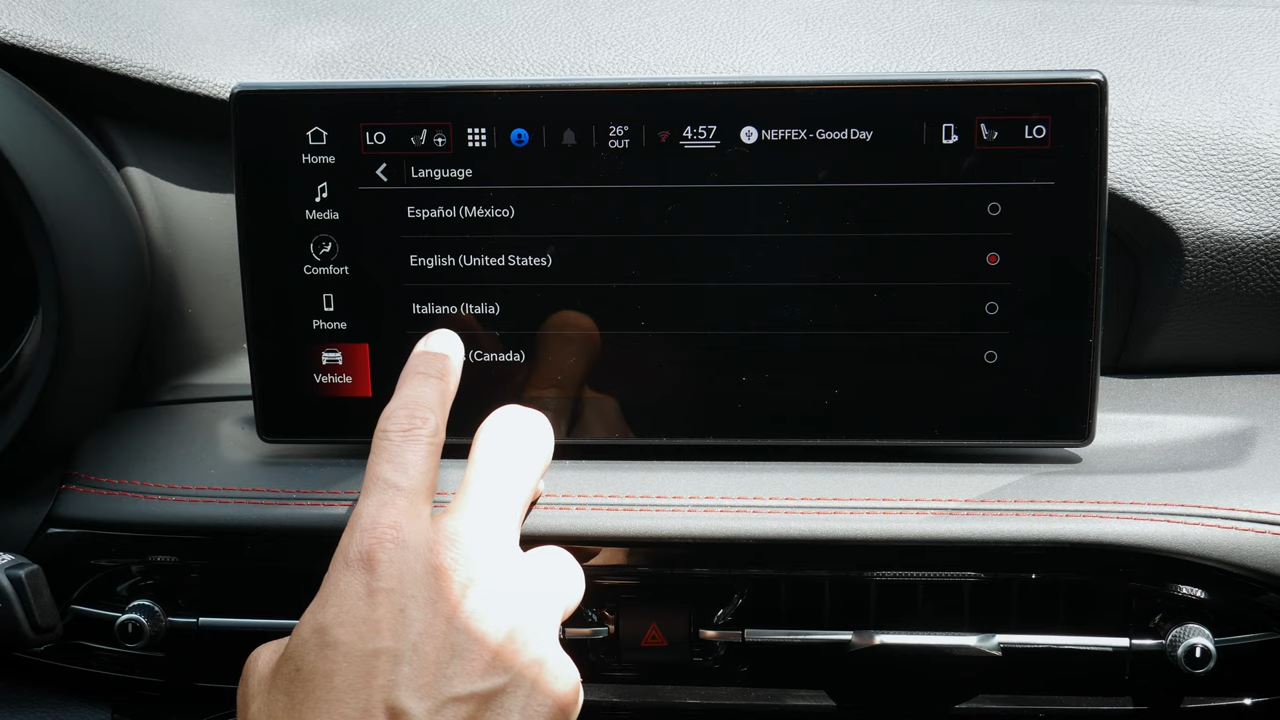 Home
Media
Comfort
Phone
Vehicle
LO
26°
OUT
4:57
NEFFEX - Good Day
LO
Language
Español (México)
English (United States)
Italiano (Italia)
(Canada)